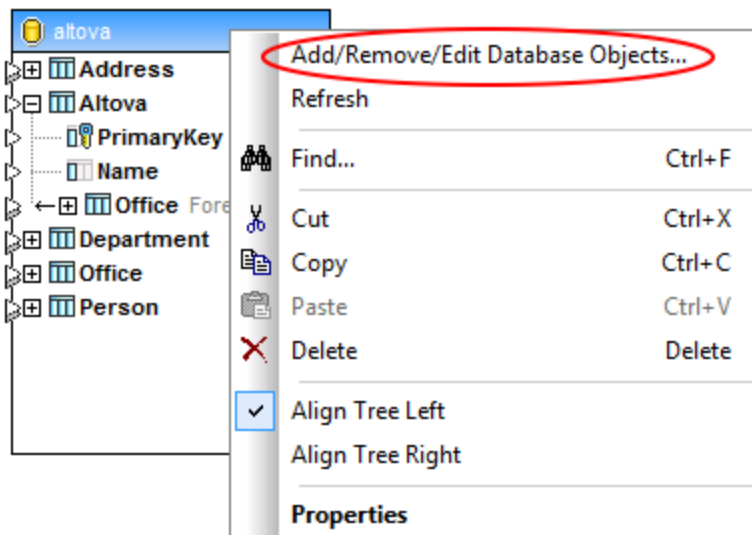 altova
Address
Altova
PrimaryKey
Name
Office Fore
Department
Office
Person
Add/Remove/Edit Database Objects...
Refresh
Find... Ctrl+F
Cut Ctrl+X
Copy Ctrl+C
Paste Ctrl+V
Delete Delete
Align Tree Left
Align Tree Right
Properties